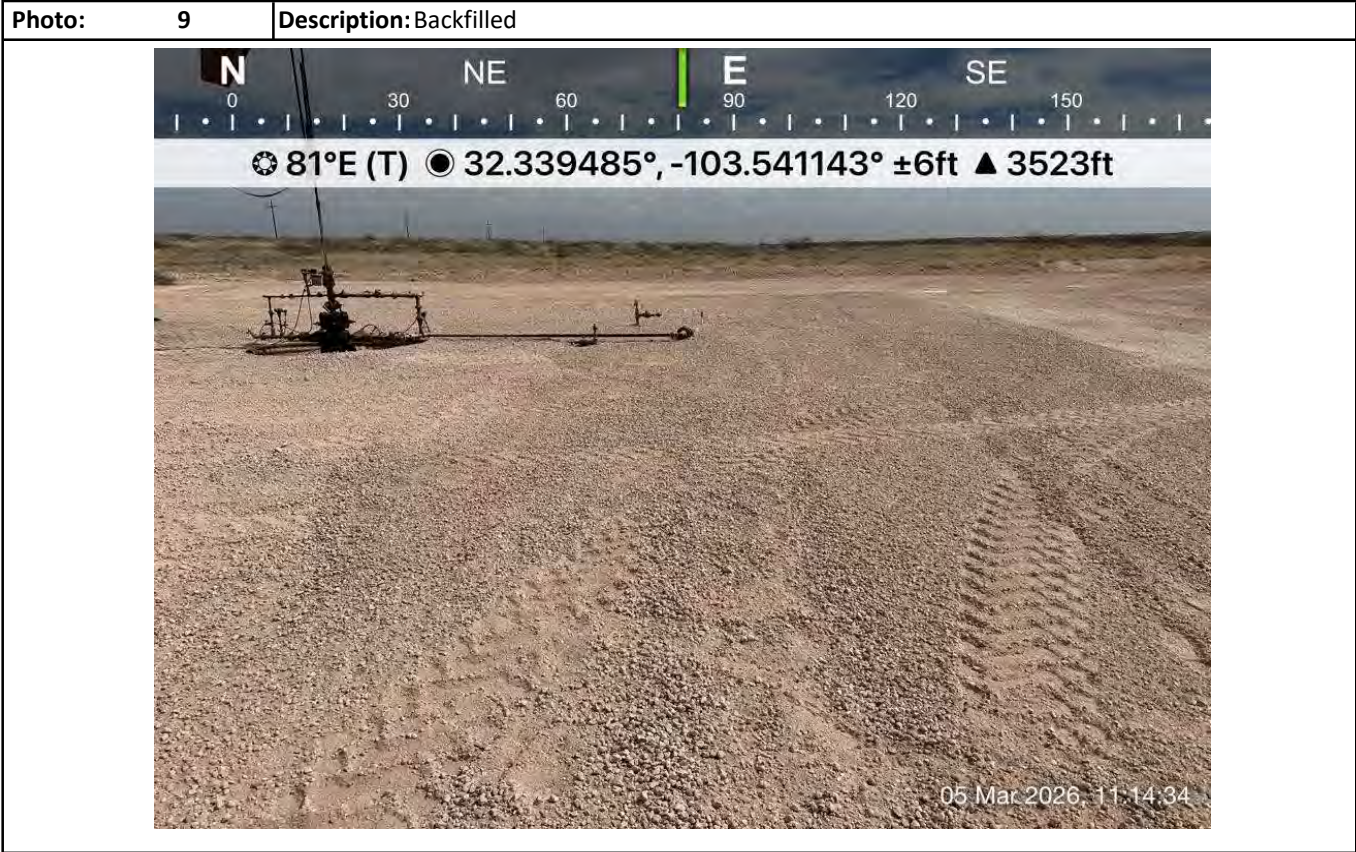 Photo: 9 Description: Backfilled
N NE E SE
0 30 60 90 120 150
81°E (T) 32.339485°, -103.541143° ±6ft ▲ 3523ft
05 Mar 2026, 11:14:34